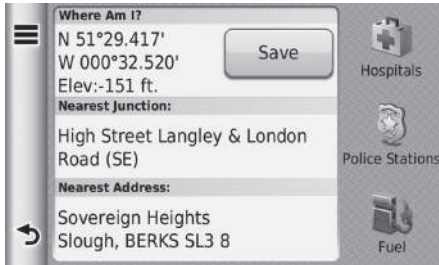 Where Am I?
N 51°29.417'
W 000°32.520'
Elev:-151 ft.
Save
Nearest Junction:
High Street Langley & London
Road (SE)
Nearest Address:
Sovereign Heights
Slough, BERKS SL3 8
Hospitals
Police Stations
Fuel